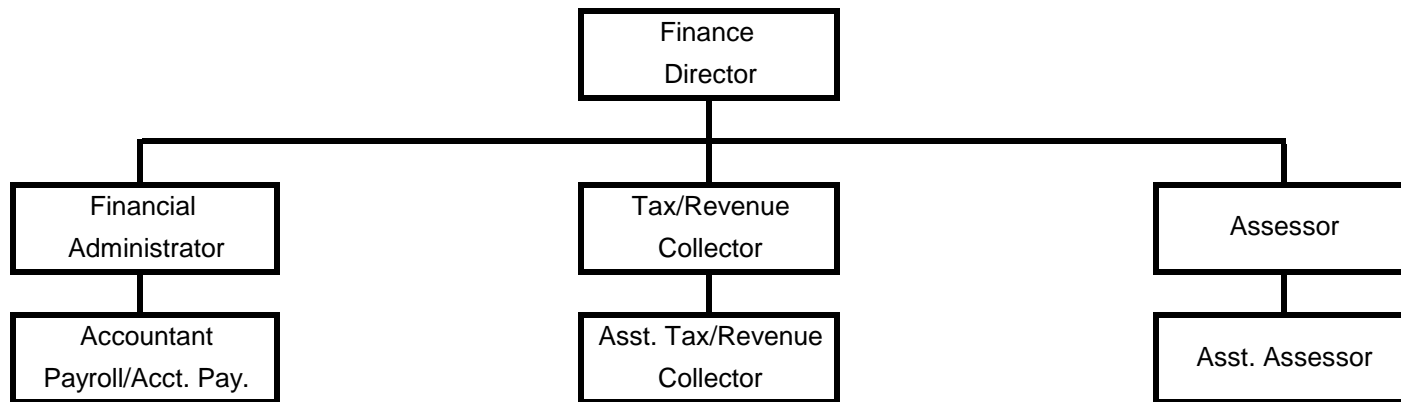 Finance
Director
Financial
Administrator
Tax/Revenue
Collector
Assessor
Accountant
Payroll/Acct. Pay.
Asst. Tax/Revenue
Collector
Asst. Assessor